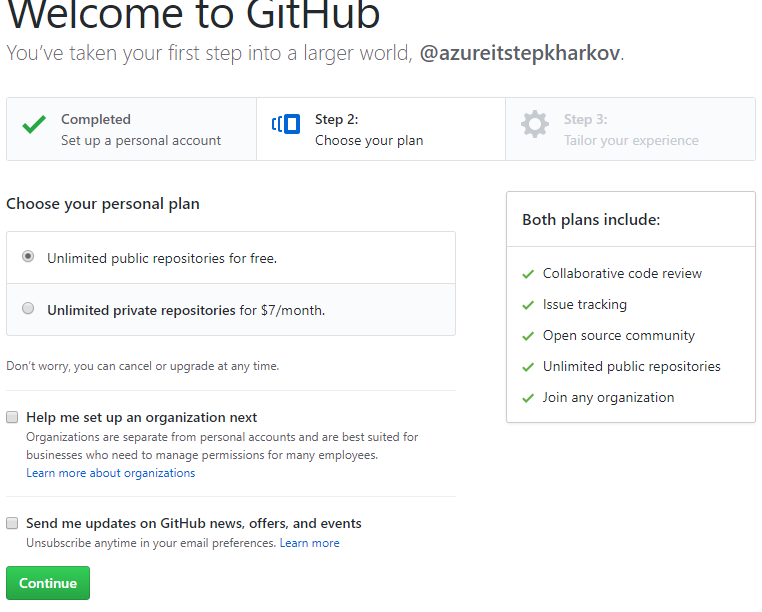 Welcome to GitHub
You’ve taken your first step into a larger world, @azureitstepkharkov.
Completed
Set up a personal account
Step 2:
Choose your plan
Step 3:
Tailor your experience
Choose your personal plan
Unlimited public repositories for free.
Unlimited private repositories for $7/month.
Don’t worry, you can cancel or upgrade at any time.
Help me set up an organization next
Organizations are separate from personal accounts and are best suited for
businesses who need to manage permissions for many employees.
Learn more about organizations
Send me updates on GitHub news, offers, and events
Unsubscribe anytime in your email preferences. Learn more
Continue
Both plans include:
Collaborative code review
Issue tracking
Open source community
Unlimited public repositories
Join any organization